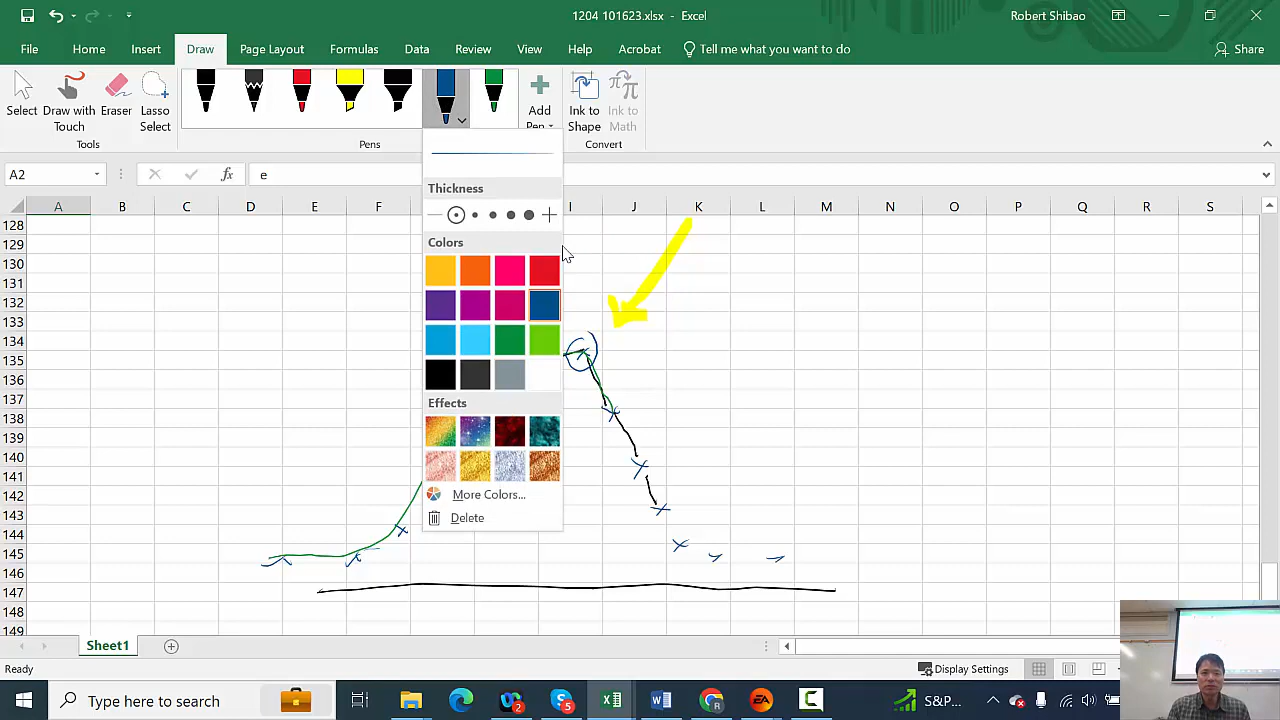 1204 101623.xlsx - Excel
Robert Shibao
File Home Insert Draw Page Layout Formulas Data Review View Help Acrobat Tell me what you want to do Share
Select
Draw with Touch
Eraser
Lasso Select
Add Pen
Ink to Shape
Ink to Math
Tools Pens Convert
A2 fx e
A B C D E F I J K L M N O P Q R S
Thickness
Colors
Effects
More Colors...
Delete
128
129
130
131
132
133
134
135
136
137
138
139
140
141
142
143
144
145
146
147
148
149
Sheet1
Ready
Display Settings
Type here to search
2
5
S&P...